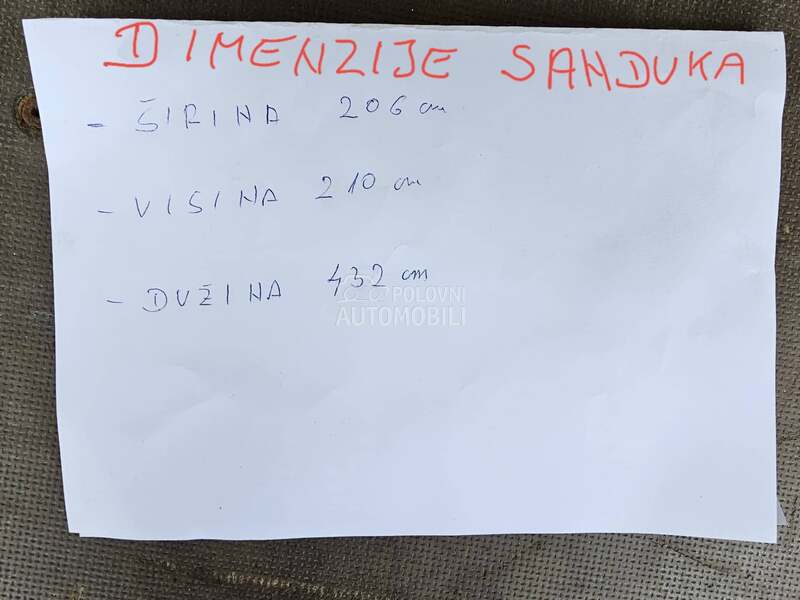 DIMENZIJE SANDUKA
- ŠIRINA 206 cm
- VISINA 210 cm
- DUŽINA 432 cm
POLOVNI
AUTOMOBILI